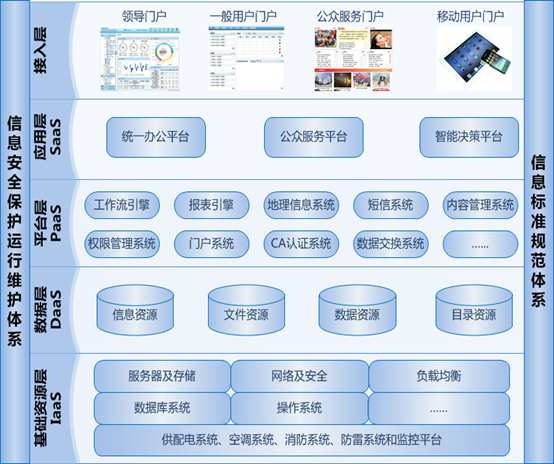 信息安全保护运行维护体系
接入层
领导门户
一般用户门户
公众服务门户
移动用户门户
应用层
SaaS
统一办公平台
公众服务平台
智能决策平台
平台层
PaaS
工作流引擎
报表引擎
地理信息系统
短信系统
内容管理系统
权限管理系统
门户系统
CA认证系统
数据交换系统
……
数据层
DaaS
信息资源
文件资源
数据资源
目录资源
基础资源层
IaaS
服务器及存储
网络及安全
负载均衡
数据库系统
操作系统
……
供配电系统、空调系统、消防系统、防雷系统和监控平台
信息标准规范体系